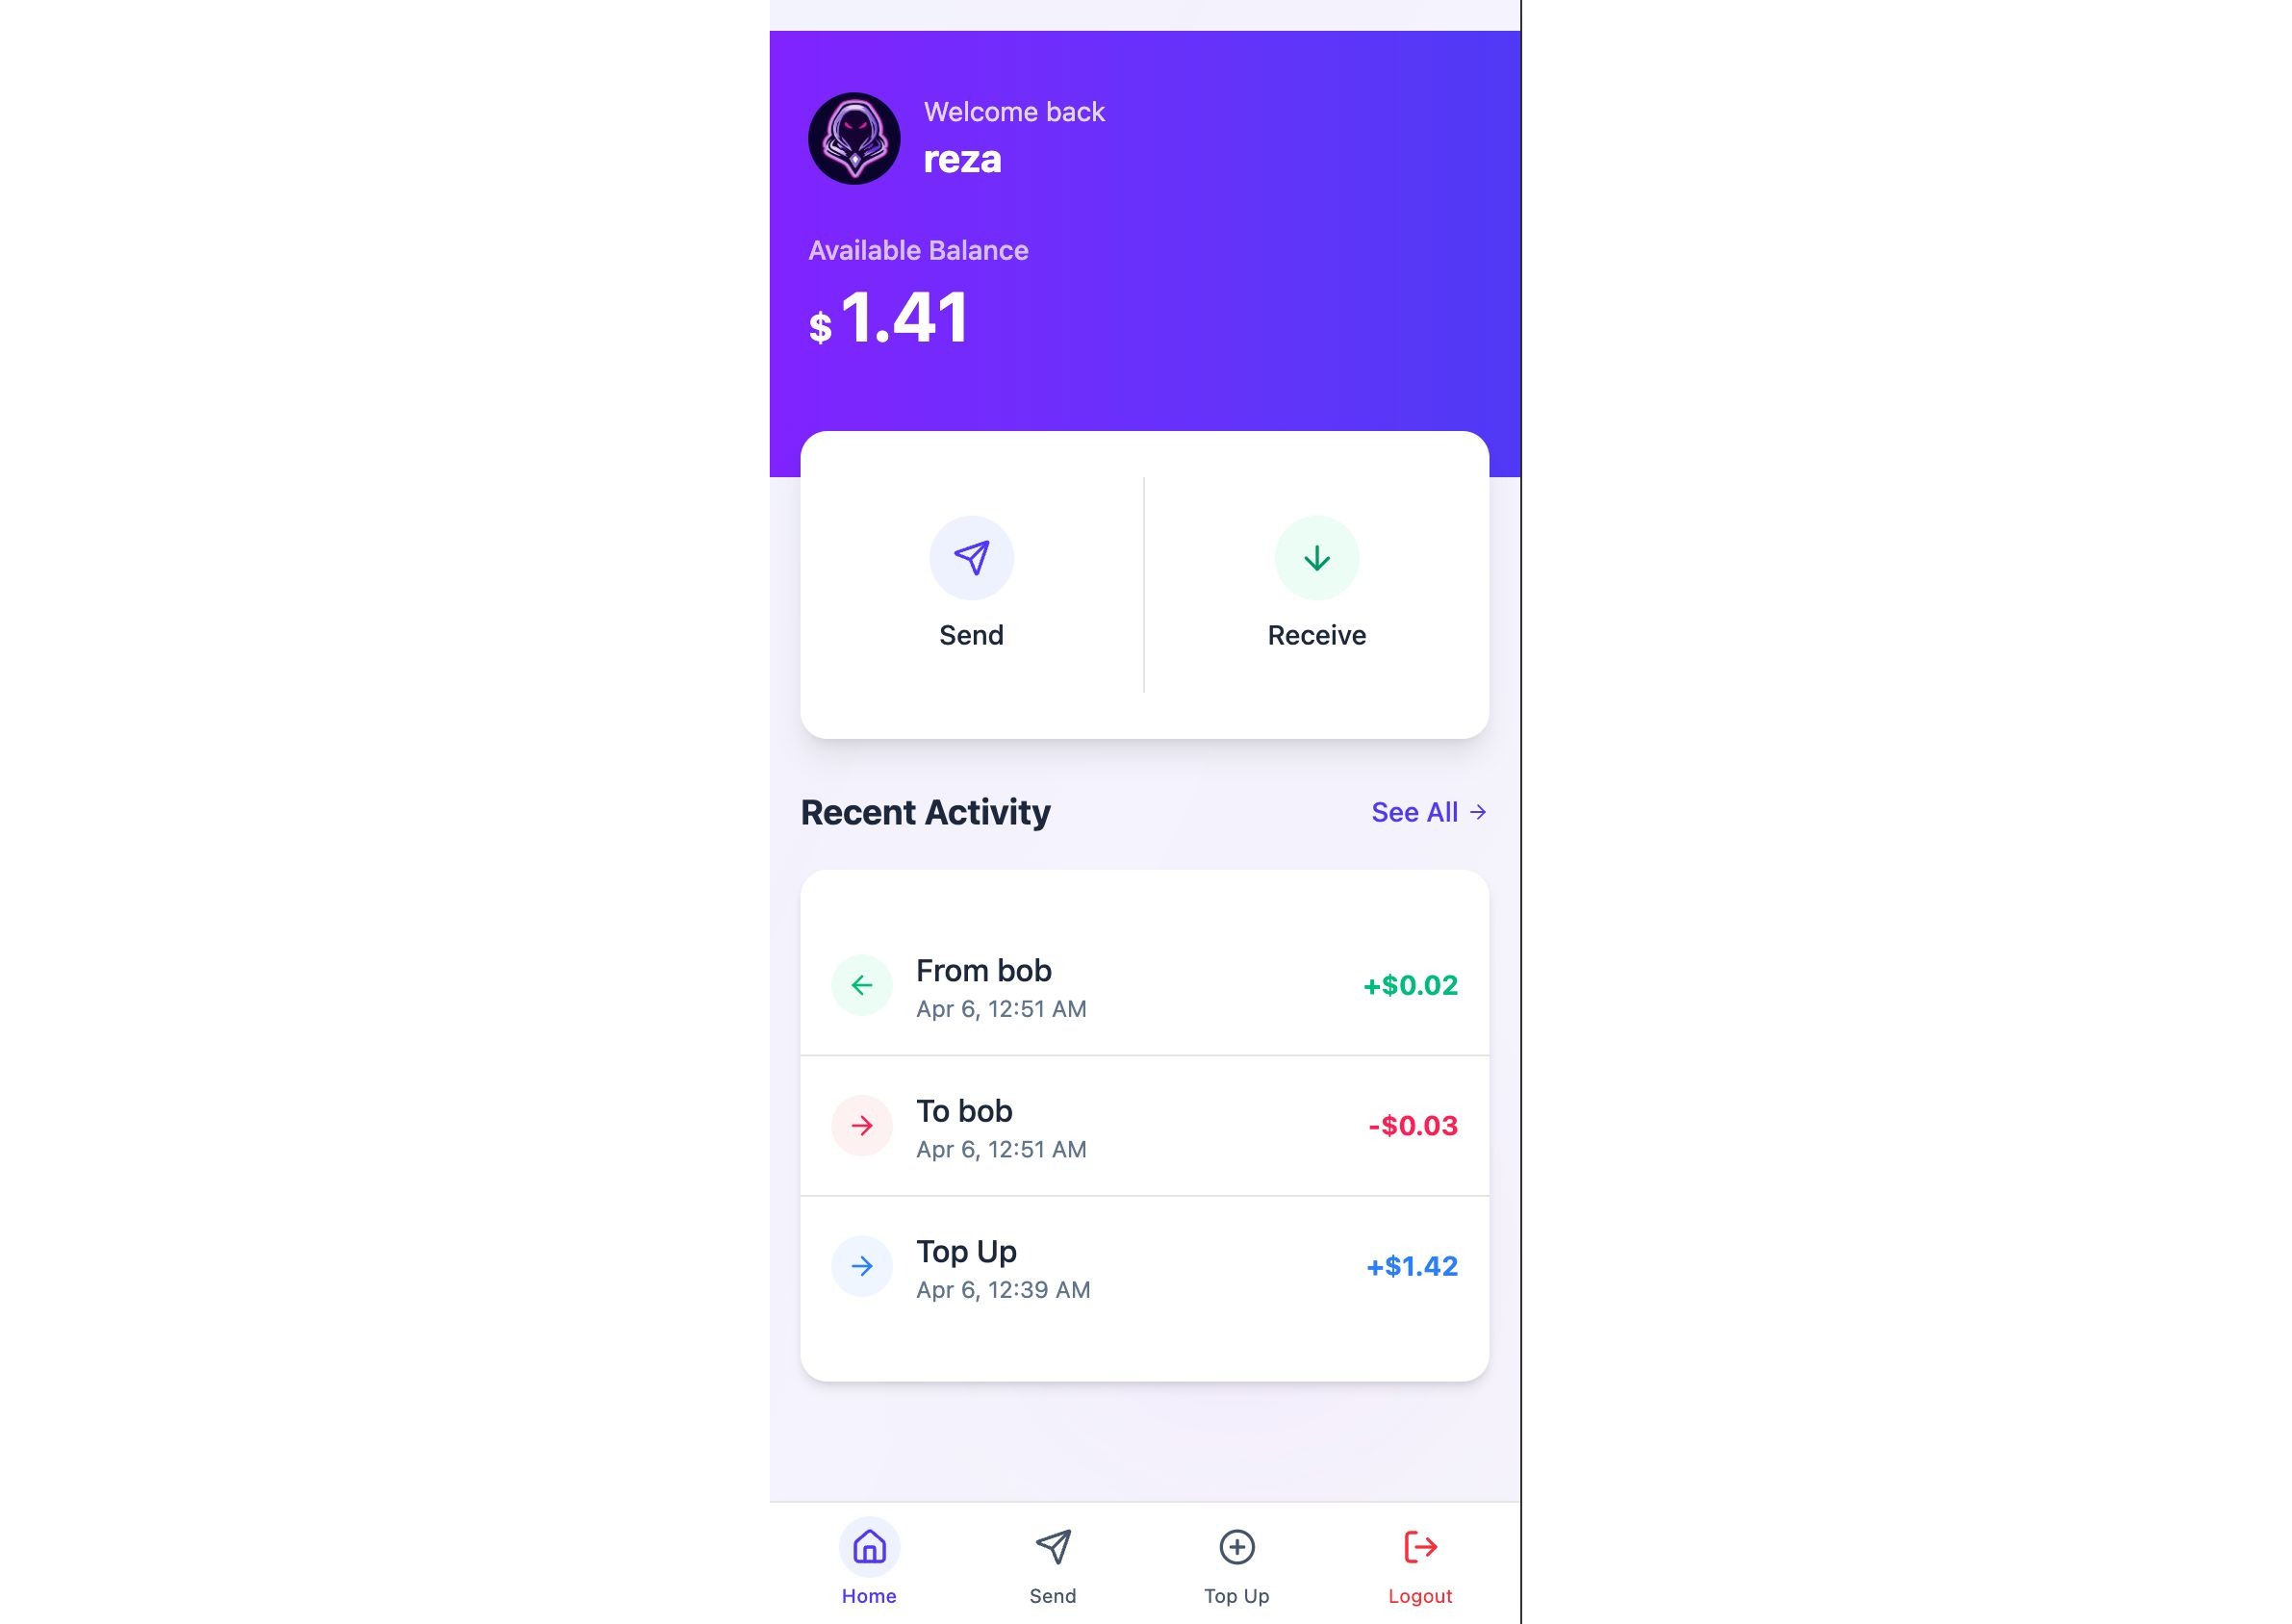 Welcome back
reza
Available Balance
$ 1.41
Send
Receive
Recent Activity
See All →
From bob
+$0.02
Apr 6, 12:51 AM
To bob
-$0.03
Apr 6, 12:51 AM
Top Up
+$1.42
Apr 6, 12:39 AM
Home
Send
Top Up
Logout